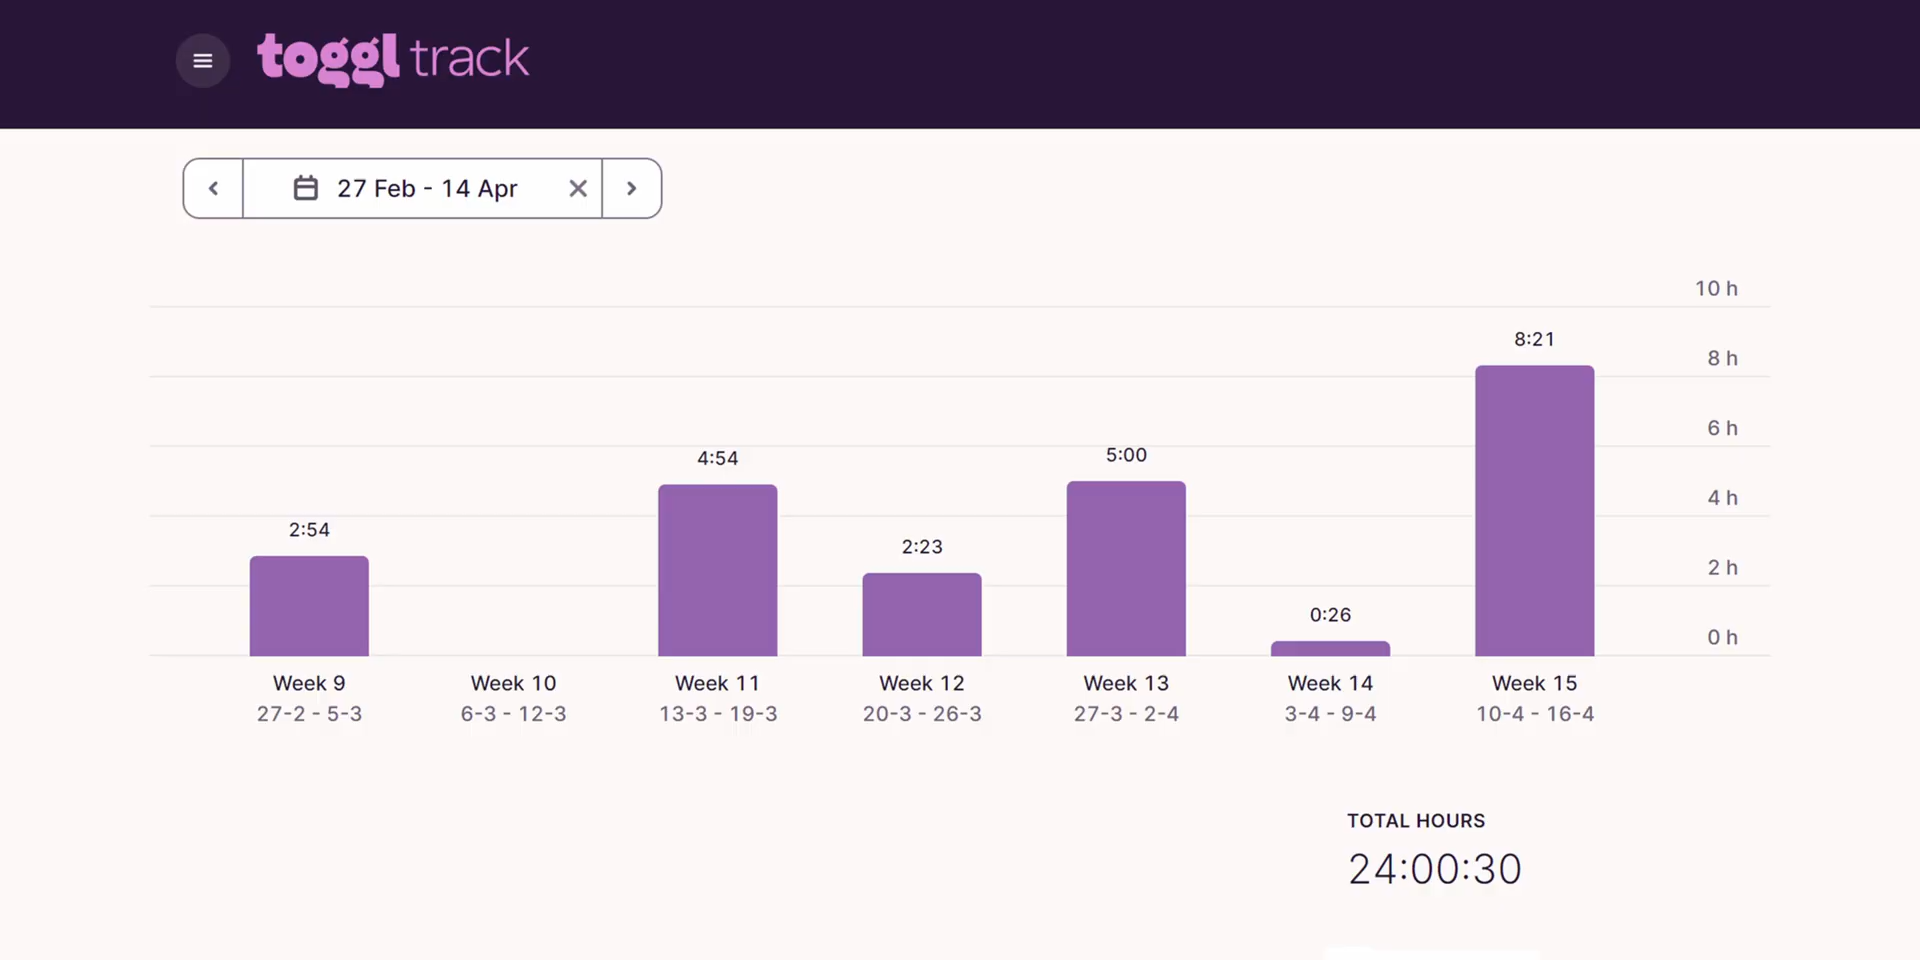 toggl track
27 Feb - 14 Apr
10 h
8:21
8 h
6 h
4:54
5:00
4 h
2:54
2:23
2 h
0:26
0 h
Week 9 Week 10 Week 11 Week 12 Week 13 Week 14 Week 15
27-2 - 5-3 6-3 - 12-3 13-3 - 19-3 20-3 - 26-3 27-3 - 2-4 3-4 - 9-4 10-4 - 16-4
TOTAL HOURS
24:00:30